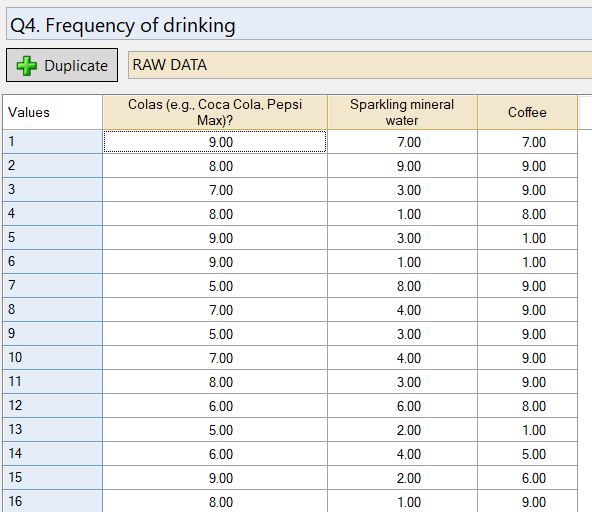 Q4. Frequency of drinking
Duplicate RAW DATA
Values Colas (e.g., Coca Cola, Pepsi Max)? Sparkling mineral water Coffee
1 9.00 7.00 7.00
2 8.00 9.00 9.00
3 7.00 3.00 9.00
4 8.00 1.00 8.00
5 9.00 3.00 1.00
6 9.00 1.00 1.00
7 5.00 8.00 9.00
8 7.00 4.00 9.00
9 5.00 3.00 9.00
10 7.00 4.00 9.00
11 8.00 3.00 9.00
12 6.00 6.00 8.00
13 5.00 2.00 1.00
14 6.00 4.00 5.00
15 9.00 2.00 6.00
16 8.00 1.00 9.00